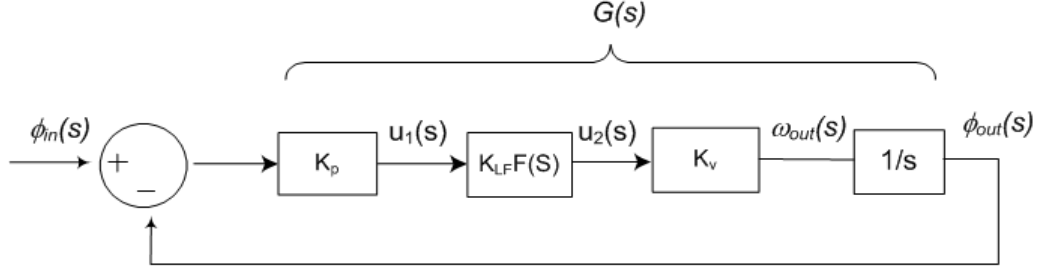 G(s)
ϕin(s)
+
−
Kp
u1(s)
KLFF(S)
u2(s)
Kv
ωout(s)
1/s
ϕout(s)